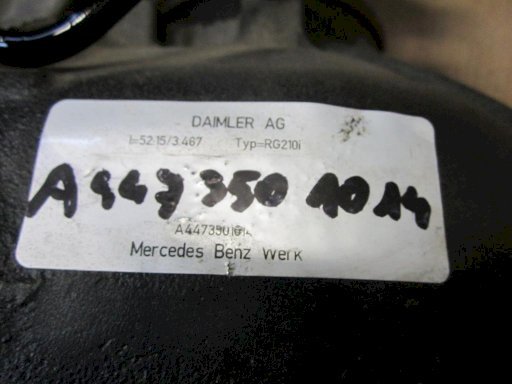 DAIMLER AG
i=52:15/3.467 Typ=RG210i
A 447 350 10 14
A4473501014
Mercedes Benz Werk